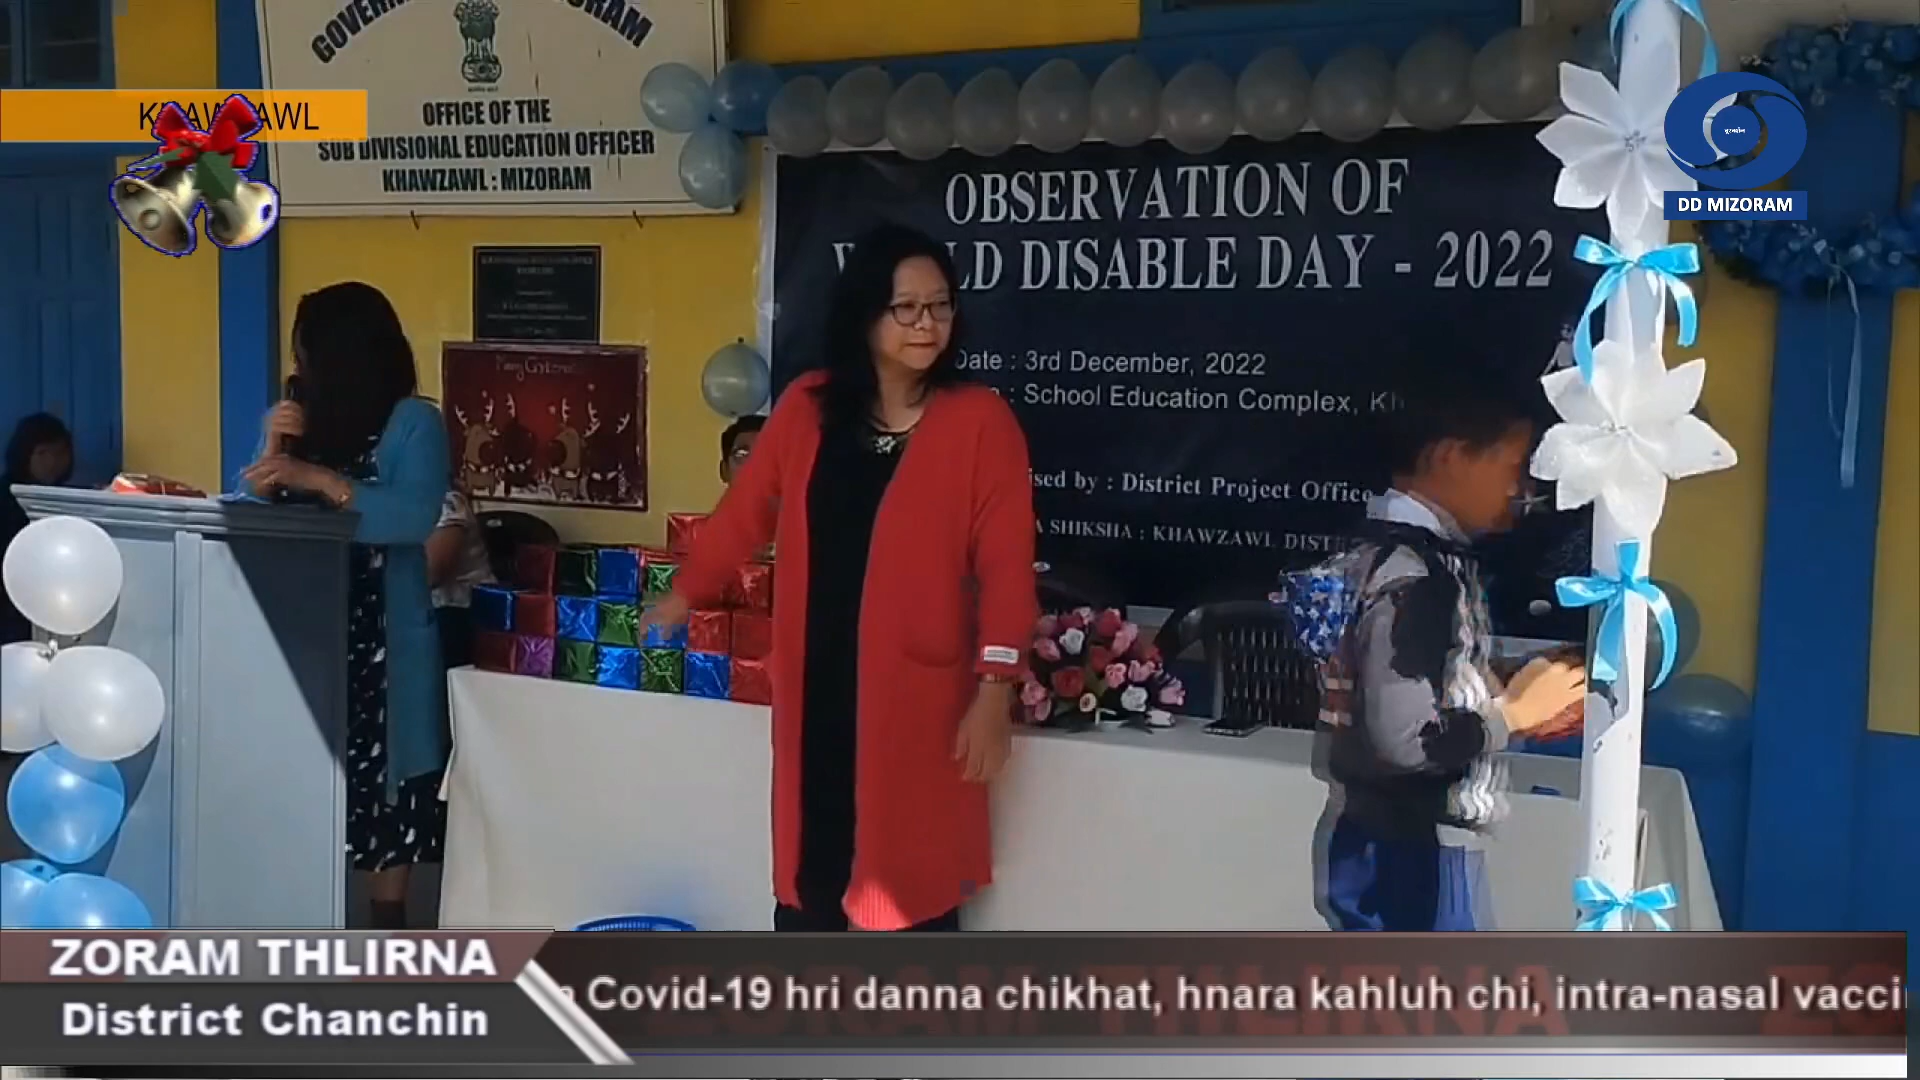 KHAWZAWL
OFFICE OF THE
SUB DIVISIONAL EDUCATION OFFICER
KHAWZAWL : MIZORAM
OBSERVATION OF
DISABLE DAY - 2022
Date : 3rd December, 2022
: School Education Complex,
by : District Project Office
SHIKSHA : KHAWZAWL
दूरदर्शन
DD MIZORAM
ZORAM THLIRNA
District Chanchin
Covid-19 hri danna chikhat, hnara kahluh chi, intra-nasal